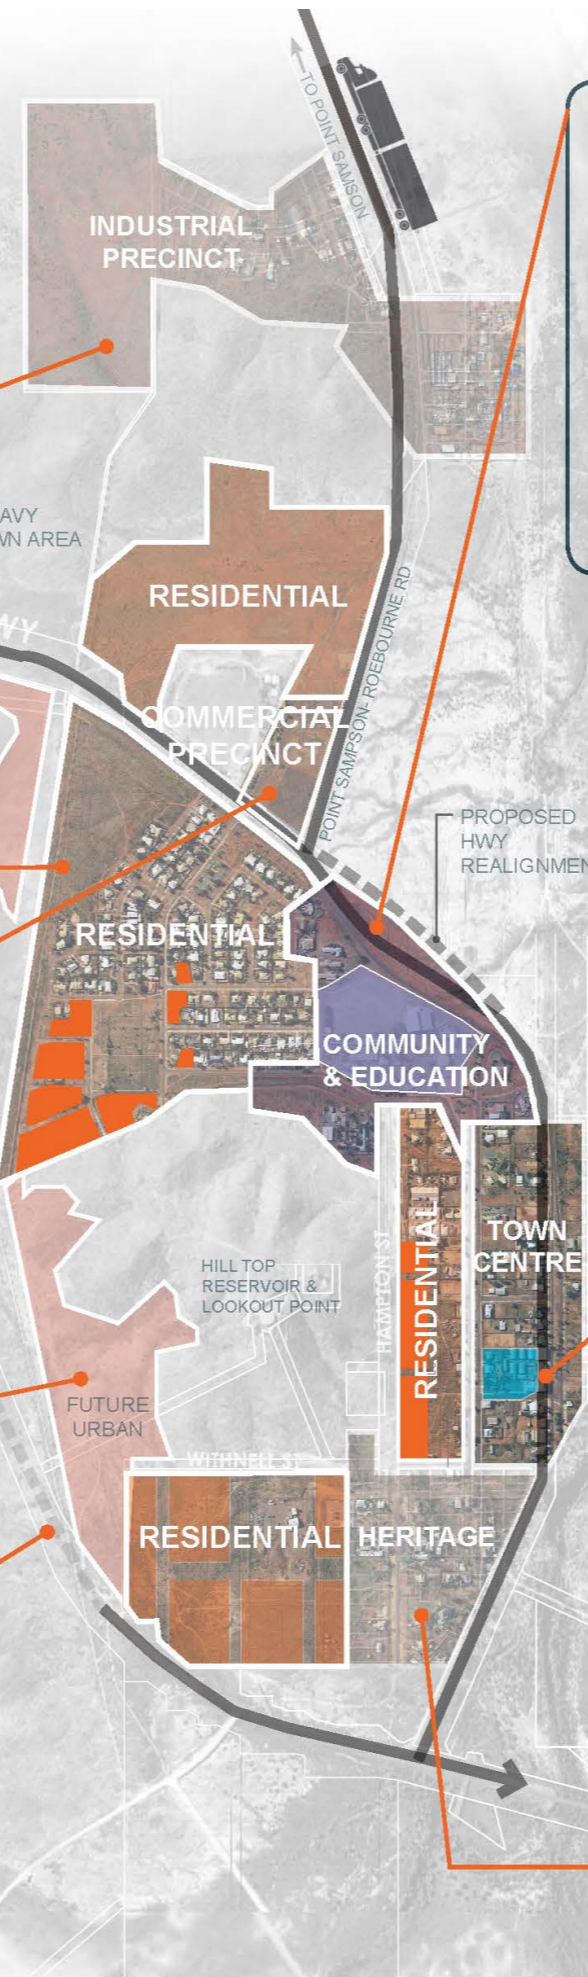 TO POINT SAMSON
INDUSTRIAL
PRECINCT
AVY
WN AREA
RESIDENTIAL
WY
COMMERCIAL
PRECINCT
POINT SAMPSON- ROEBOURNE RD
PROPOSED
HWY
REALIGNMEN
RESIDENTIAL
COMMUNITY
& EDUCATION
HILL TOP
RESERVOIR &
LOOKOUT POINT
HAMPTON ST
RESIDENTIAL
TOWN
CENTRE
FUTURE
URBAN
WITHNELL ST
RESIDENTIAL
HERITAGE